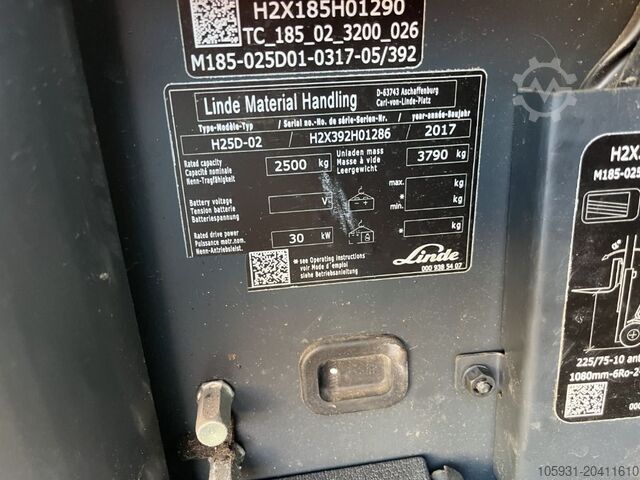 H2X185H01290
TC_185_02_3200_026
M185-025D01-0317-05/392
Linde Material Handling
D-63743 Aschaffenburg
Carl-von-Linde-Platz
Type-Modèle-Typ / Serial no.-No. de série-Serien-Nr. / year-année-Baujahr
H25D-02 / H2X392H01286 / 2017
Rated capacity
Capacité nominale
Nenn-Tragfähigkeit
2500 kg
Unladen mass
Masse à vide
Leergewicht
3790 kg
Battery voltage
Tension batterie
Batteriespannung
V
max.
kg
*
min.
kg
Rated drive power
Puissance motr.nom.
Nenn-Antriebsleist.
30 kW
*
kg
* see Operating instructions
voir Mode d'emploi
siehe Betriebsanleitung
Linde
000 938 54 07
H2X
M185-025
225/75-10
1080mm-6Ro-2-
000
105931-20411610